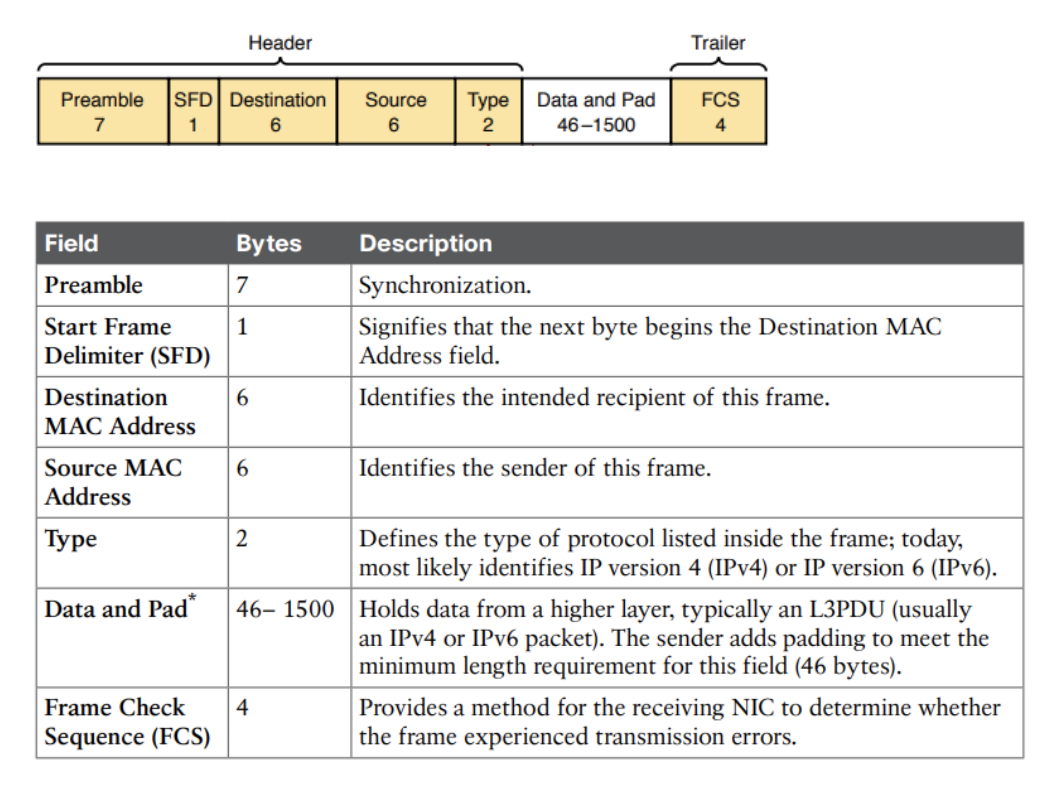 Header Trailer
Preamble SFD Destination Source Type Data and Pad FCS
7 1 6 6 2 46–1500 4
Field Bytes Description
Preamble 7 Synchronization.
Start Frame 1 Signifies that the next byte begins the Destination MAC
Delimiter (SFD) Address field.
Destination 6 Identifies the intended recipient of this frame.
MAC Address
Source MAC 6 Identifies the sender of this frame.
Address
Type 2 Defines the type of protocol listed inside the frame; today,
most likely identifies IP version 4 (IPv4) or IP version 6 (IPv6).
Data and Pad* 46– 1500 Holds data from a higher layer, typically an L3PDU (usually
an IPv4 or IPv6 packet). The sender adds padding to meet the
minimum length requirement for this field (46 bytes).
Frame Check 4 Provides a method for the receiving NIC to determine whether
Sequence (FCS) the frame experienced transmission errors.